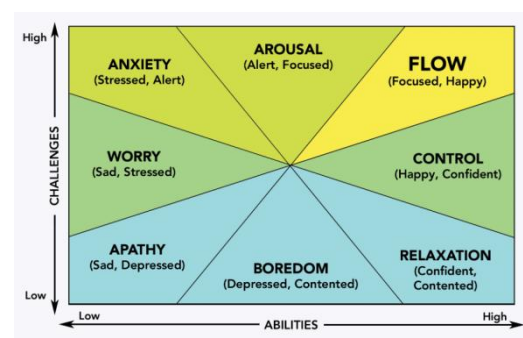 High
ANXIETY
(Stressed, Alert)
AROUSAL
(Alert, Focused)
FLOW
(Focused, Happy)
WORRY
(Sad, Stressed)
CONTROL
(Happy, Confident)
CHALLENGES
APATHY
(Sad, Depressed)
BOREDOM
(Depressed, Contented)
RELAXATION
(Confident,
Contented)
Low
Low
ABILITIES
High